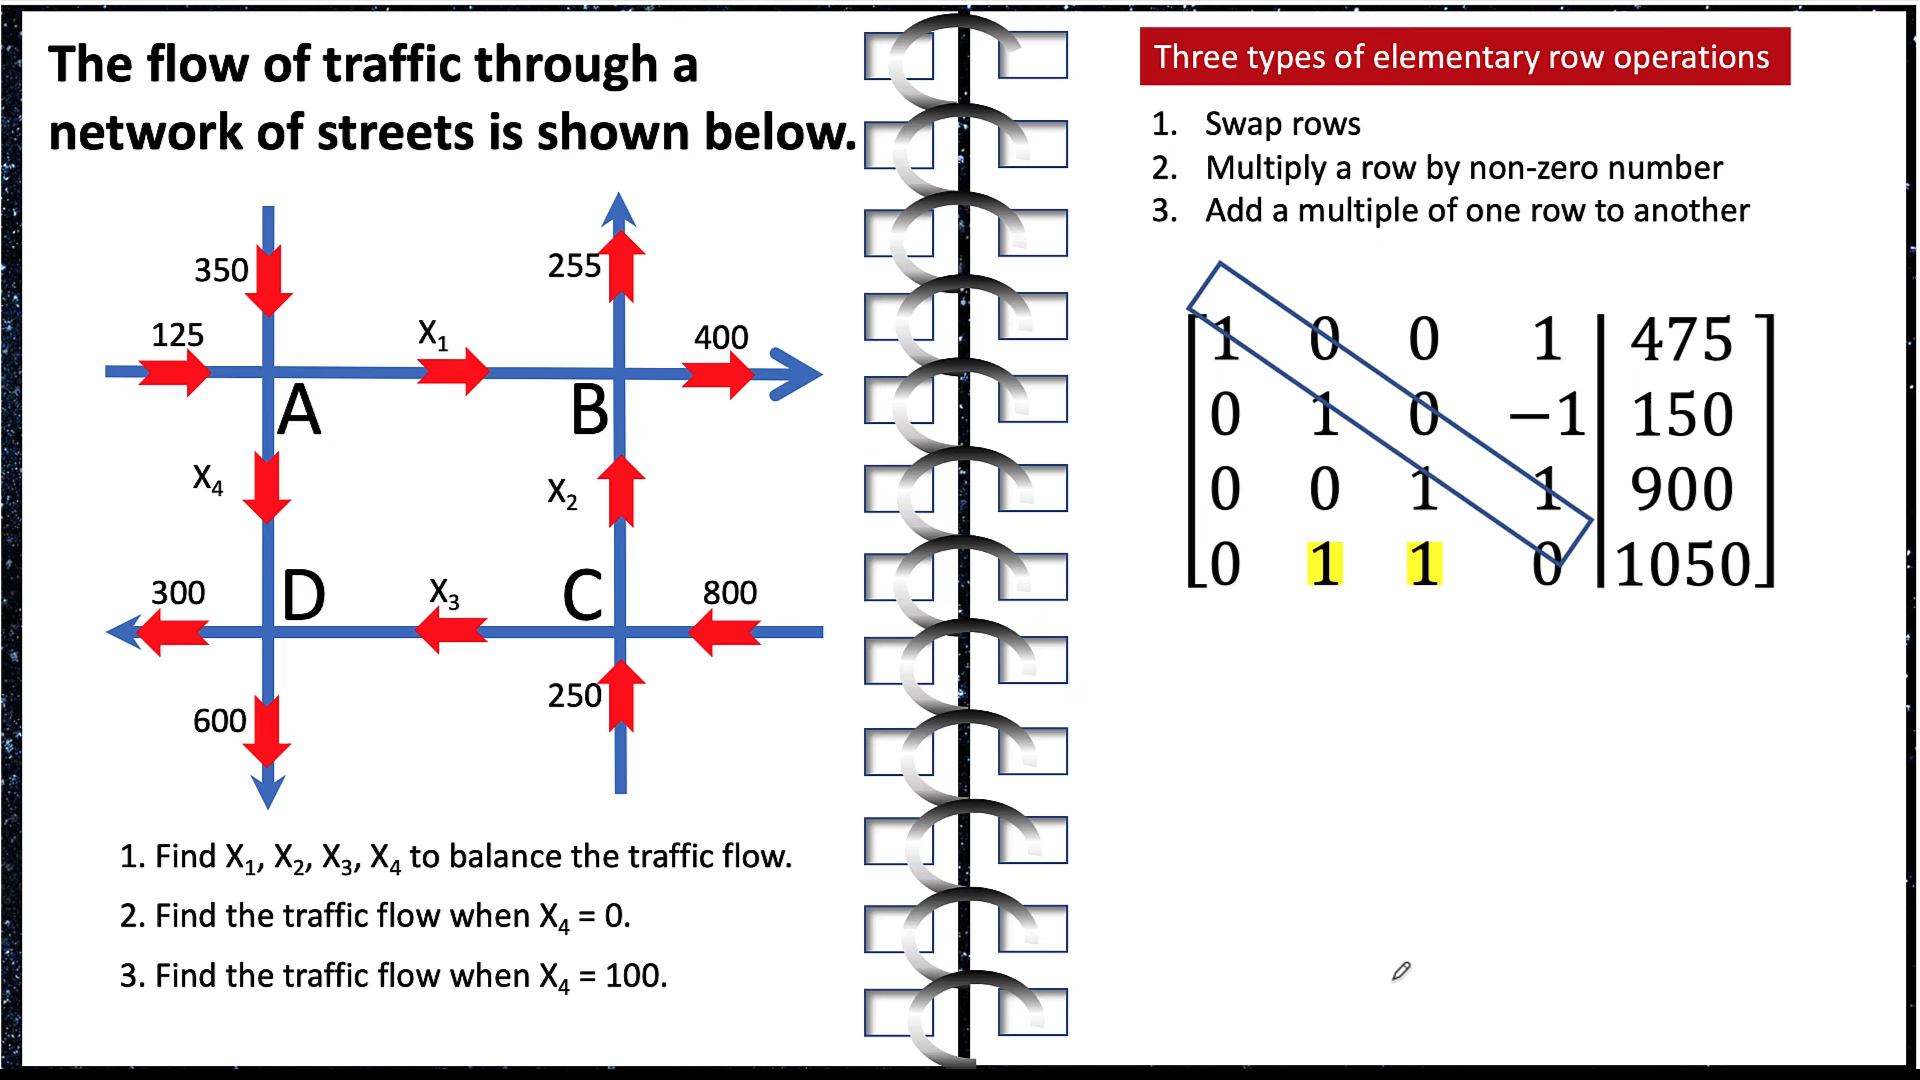 The flow of traffic through a
network of streets is shown below.
350
255
125
X₁
400
A
B
X₄
X₂
300
D
X₃
C
800
600
250
1. Find X₁, X₂, X₃, X₄ to balance the traffic flow.
2. Find the traffic flow when X₄ = 0.
3. Find the traffic flow when X₄ = 100.
Three types of elementary row operations
1. Swap rows
2. Multiply a row by non-zero number
3. Add a multiple of one row to another
1 0 0 1 475
0 1 0 −1 150
0 0 1 1 900
0 1 1 0 1050